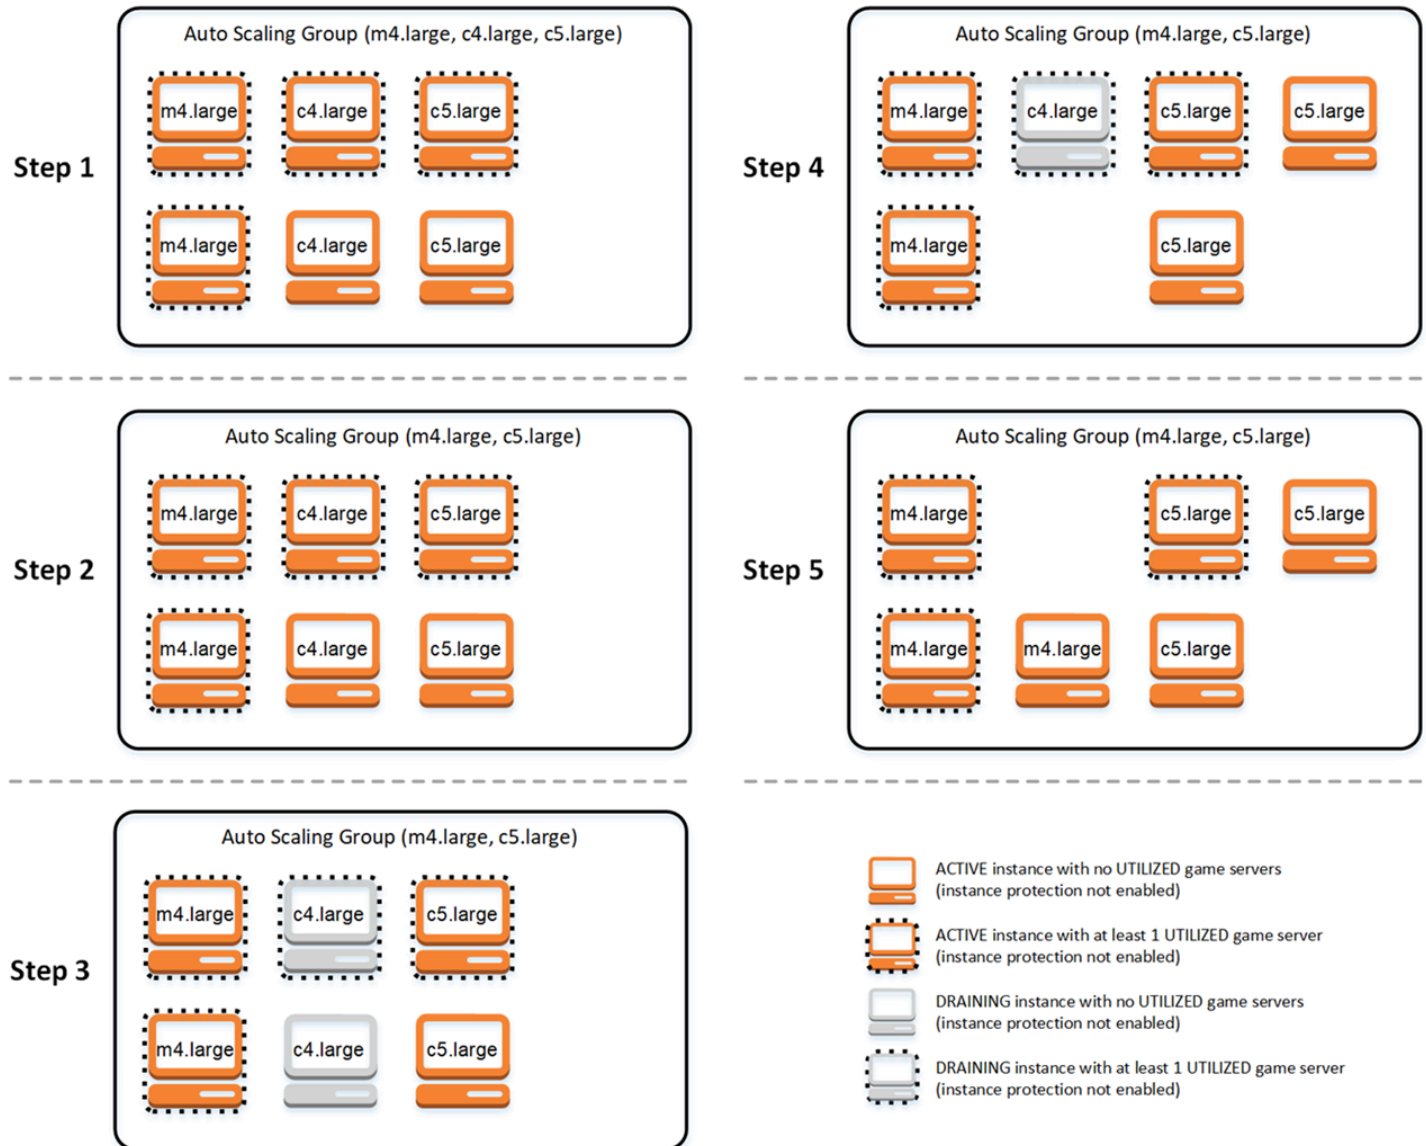 Auto Scaling Group (m4.large, c4.large, c5.large)
Step 1
m4.large c4.large c5.large
m4.large c4.large c5.large
Auto Scaling Group (m4.large, c5.large)
Step 2
m4.large c4.large c5.large
m4.large c4.large c5.large
Auto Scaling Group (m4.large, c5.large)
Step 3
m4.large c4.large c5.large
m4.large c4.large c5.large
Auto Scaling Group (m4.large, c5.large)
Step 4
m4.large c4.large c5.large c5.large
m4.large c5.large
Auto Scaling Group (m4.large, c5.large)
Step 5
m4.large c5.large c5.large
m4.large m4.large c5.large
ACTIVE instance with no UTILIZED game servers
(instance protection not enabled)
ACTIVE instance with at least 1 UTILIZED game server
(instance protection not enabled)
DRAINING instance with no UTILIZED game servers
(instance protection not enabled)
DRAINING instance with at least 1 UTILIZED game server
(instance protection not enabled)